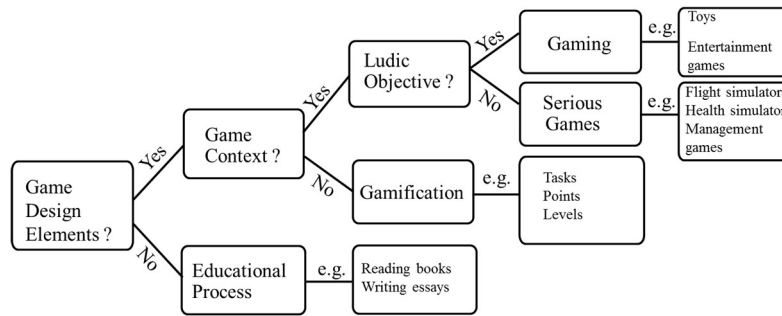 Game
Design
Elements ?
Yes
No
Game
Context ?
Yes
No
Ludic
Objective ?
Yes
No
Gaming
e.g.
Toys
Entertainment
games
Serious
Games
e.g.
Flight simulator
Health simulator
Management
games
Gamification
e.g.
Tasks
Points
Levels
Educational
Process
e.g.
Reading books
Writing essays